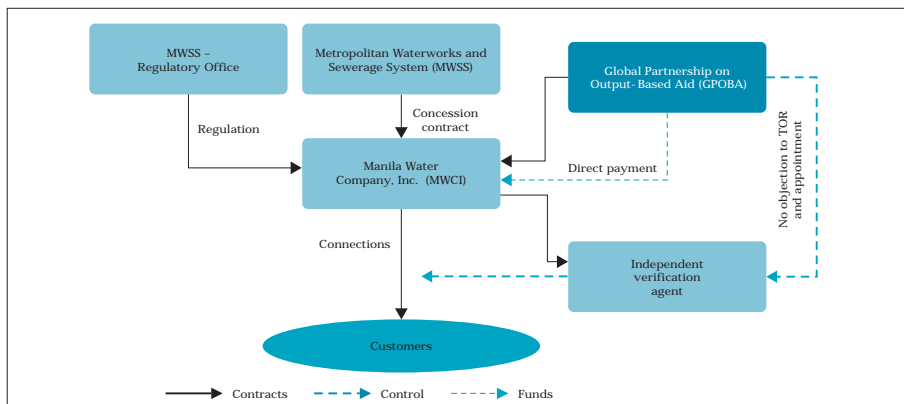 MWSS –
Regulatory Office
Metropolitan Waterworks and
Sewerage System (MWSS)
Global Partnership on
Output-Based Aid (GPOBA)
Regulation
Concession
contract
Manila Water
Company, Inc. (MWCI)
Direct payment
No objection to TOR
and appointment
Connections
Independent
verification
agent
Customers
Contracts
Control
Funds